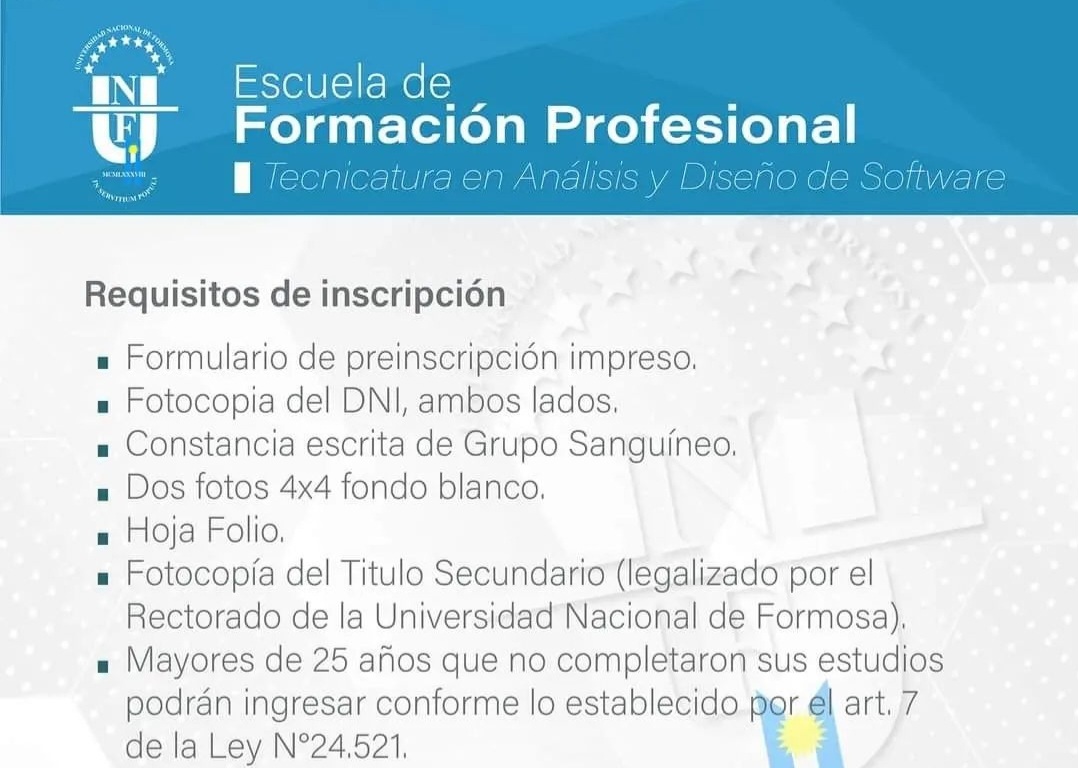 UNIVERSIDAD NACIONAL DE FORMOSA
N
F
MCMLXXXVIII
IN SERVITIUM POPULI
Escuela de
Formación Profesional
Tecnicatura en Análisis y Diseño de Software
Requisitos de inscripción
Formulario de preinscripción impreso.
Fotocopia del DNI, ambos lados.
Constancia escrita de Grupo Sanguíneo.
Dos fotos 4x4 fondo blanco.
Hoja Folio.
Fotocopía del Titulo Secundario (legalizado por el
Rectorado de la Universidad Nacional de Formosa).
Mayores de 25 años que no completaron sus estudios
podrán ingresar conforme lo establecido por el art. 7
de la Ley N°24.521.